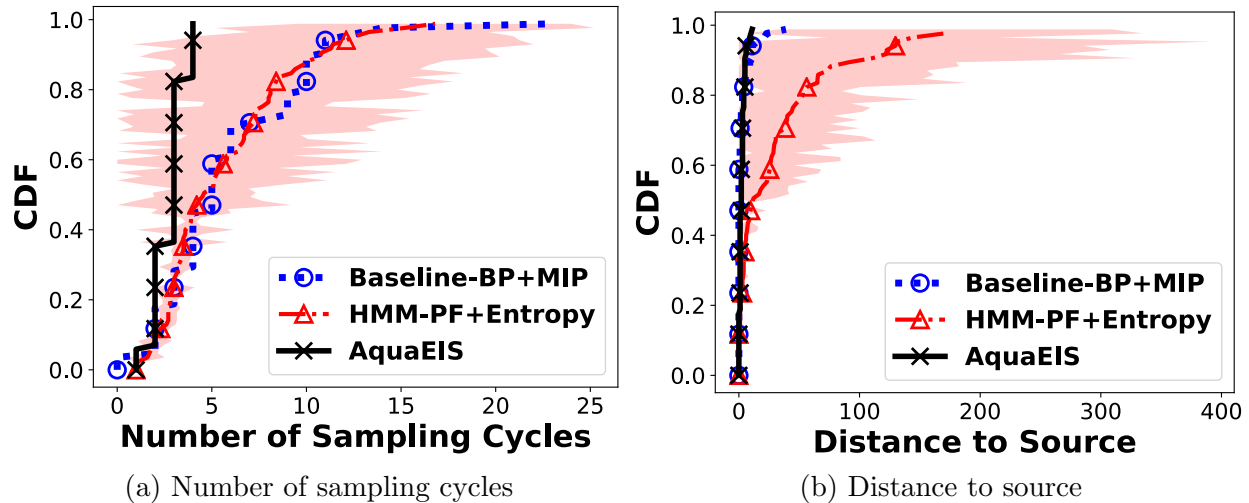 CDF
1.0
0.8
0.6
0.4
0.2
0.0
Baseline-BP+MIP
HMM-PF+Entropy
AquaEIS
0 5 10 15 20 25
Number of Sampling Cycles
(a) Number of sampling cycles
CDF
1.0
0.8
0.6
0.4
0.2
0.0
Baseline-BP+MIP
HMM-PF+Entropy
AquaEIS
0 100 200 300 400
Distance to Source
(b) Distance to source